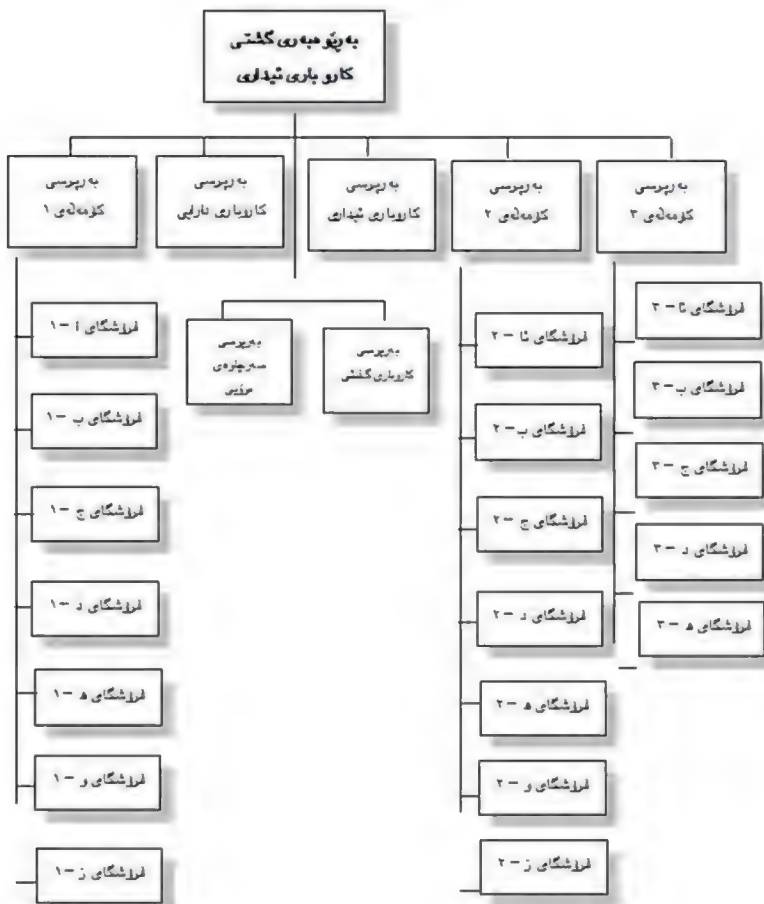 بەڕێوەبەری گشتی
کاروباری ئیداری
بەرپرسی
کۆمەڵەی ١
بەرپرسی
کاروباری دارایی
بەرپرسی
کاروباری ئیداری
بەرپرسی
کۆمەڵەی ٢
بەرپرسی
کۆمەڵەی ٣
بەرپرسی
سەرچاوەی
مرۆیی
بەرپرسی
کاروباری گشتی
فرۆشگای ا – ١
فرۆشگای ب – ١
فرۆشگای ج – ١
فرۆشگای د – ١
فرۆشگای ه – ١
فرۆشگای و – ١
فرۆشگای ز – ١
فرۆشگای ئا – ٢
فرۆشگای ب – ٢
فرۆشگای ج – ٢
فرۆشگای د – ٢
فرۆشگای ه – ٢
فرۆشگای و – ٢
فرۆشگای ز – ٢
فرۆشگای ئا – ٣
فرۆشگای ب – ٣
فرۆشگای ج – ٣
فرۆشگای د – ٣
فرۆشگای ه – ٣